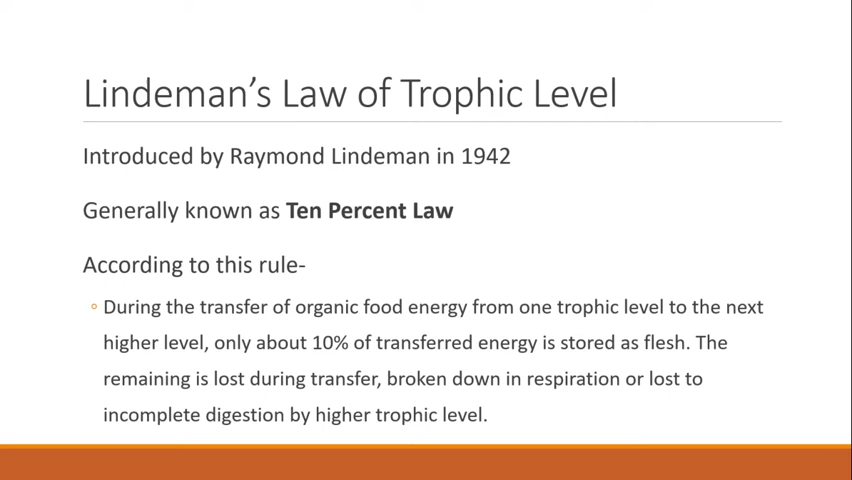 Lindeman’s Law of Trophic Level
Introduced by Raymond Lindeman in 1942
Generally known as Ten Percent Law
According to this rule-
During the transfer of organic food energy from one trophic level to the next
higher level, only about 10% of transferred energy is stored as flesh. The
remaining is lost during transfer, broken down in respiration or lost to
incomplete digestion by higher trophic level.